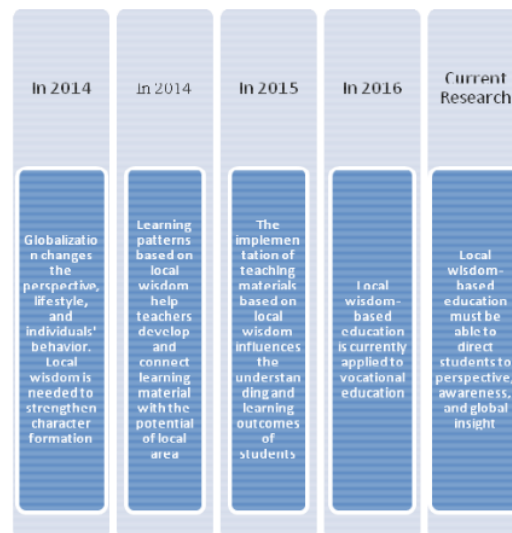 In 2014
Globalizatio
n changes
the
perspective,
lifestyle,
and
individuals'
behavior.
Local
wisdom is
needed to
strengthen
character
formation
In 2014
Learning
patterns
based on
local
wisdom
help
teachers
develop
and
connect
learning
material
with the
potential
of local
area
In 2015
The
implemen
tation of
teaching
materials
based on
local
wisdom
influences
the
understan
ding and
learning
outcomes
of
students
In 2016
Local
wisdom-
based
education
is currently
applied to
vocational
education
Current
Research
Local
wisdom-
based
education
must be
able to
direct
students to
perspective,
awareness,
and global
insight